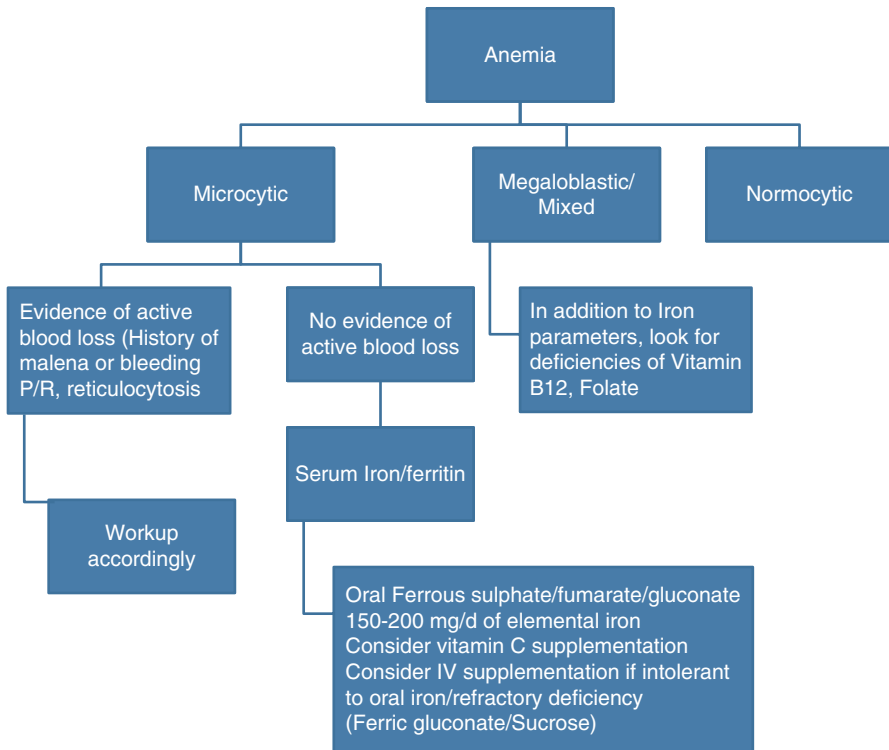 Anemia
Microcytic
Megaloblastic/
Mixed
Normocytic
Evidence of active
blood loss (History of
malena or bleeding
P/R, reticulocytosis
No evidence of
active blood loss
In addition to Iron
parameters, look for
deficiencies of Vitamin
B12, Folate
Serum Iron/ferritin
Workup
accordingly
Oral Ferrous sulphate/fumarate/gluconate
150-200 mg/d of elemental iron
Consider vitamin C supplementation
Consider IV supplementation if intolerant
to oral iron/refractory deficiency
(Ferric gluconate/Sucrose)